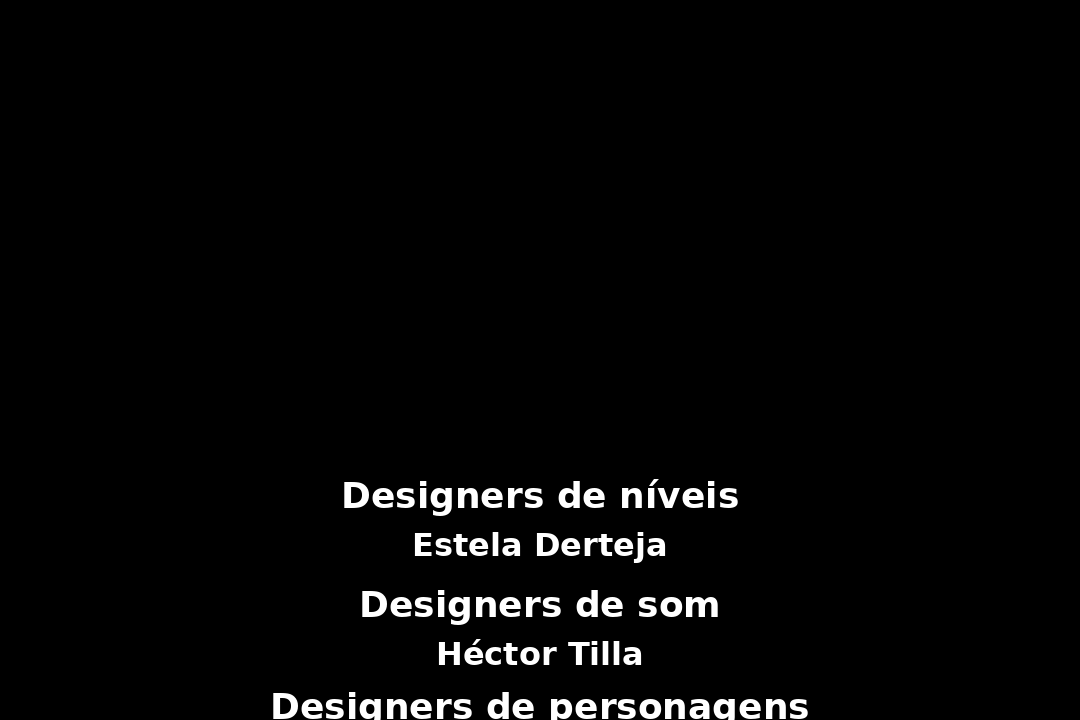 Designers de níveis
Estela Derteja
Designers de som
Héctor Tilla
Designers de personagens